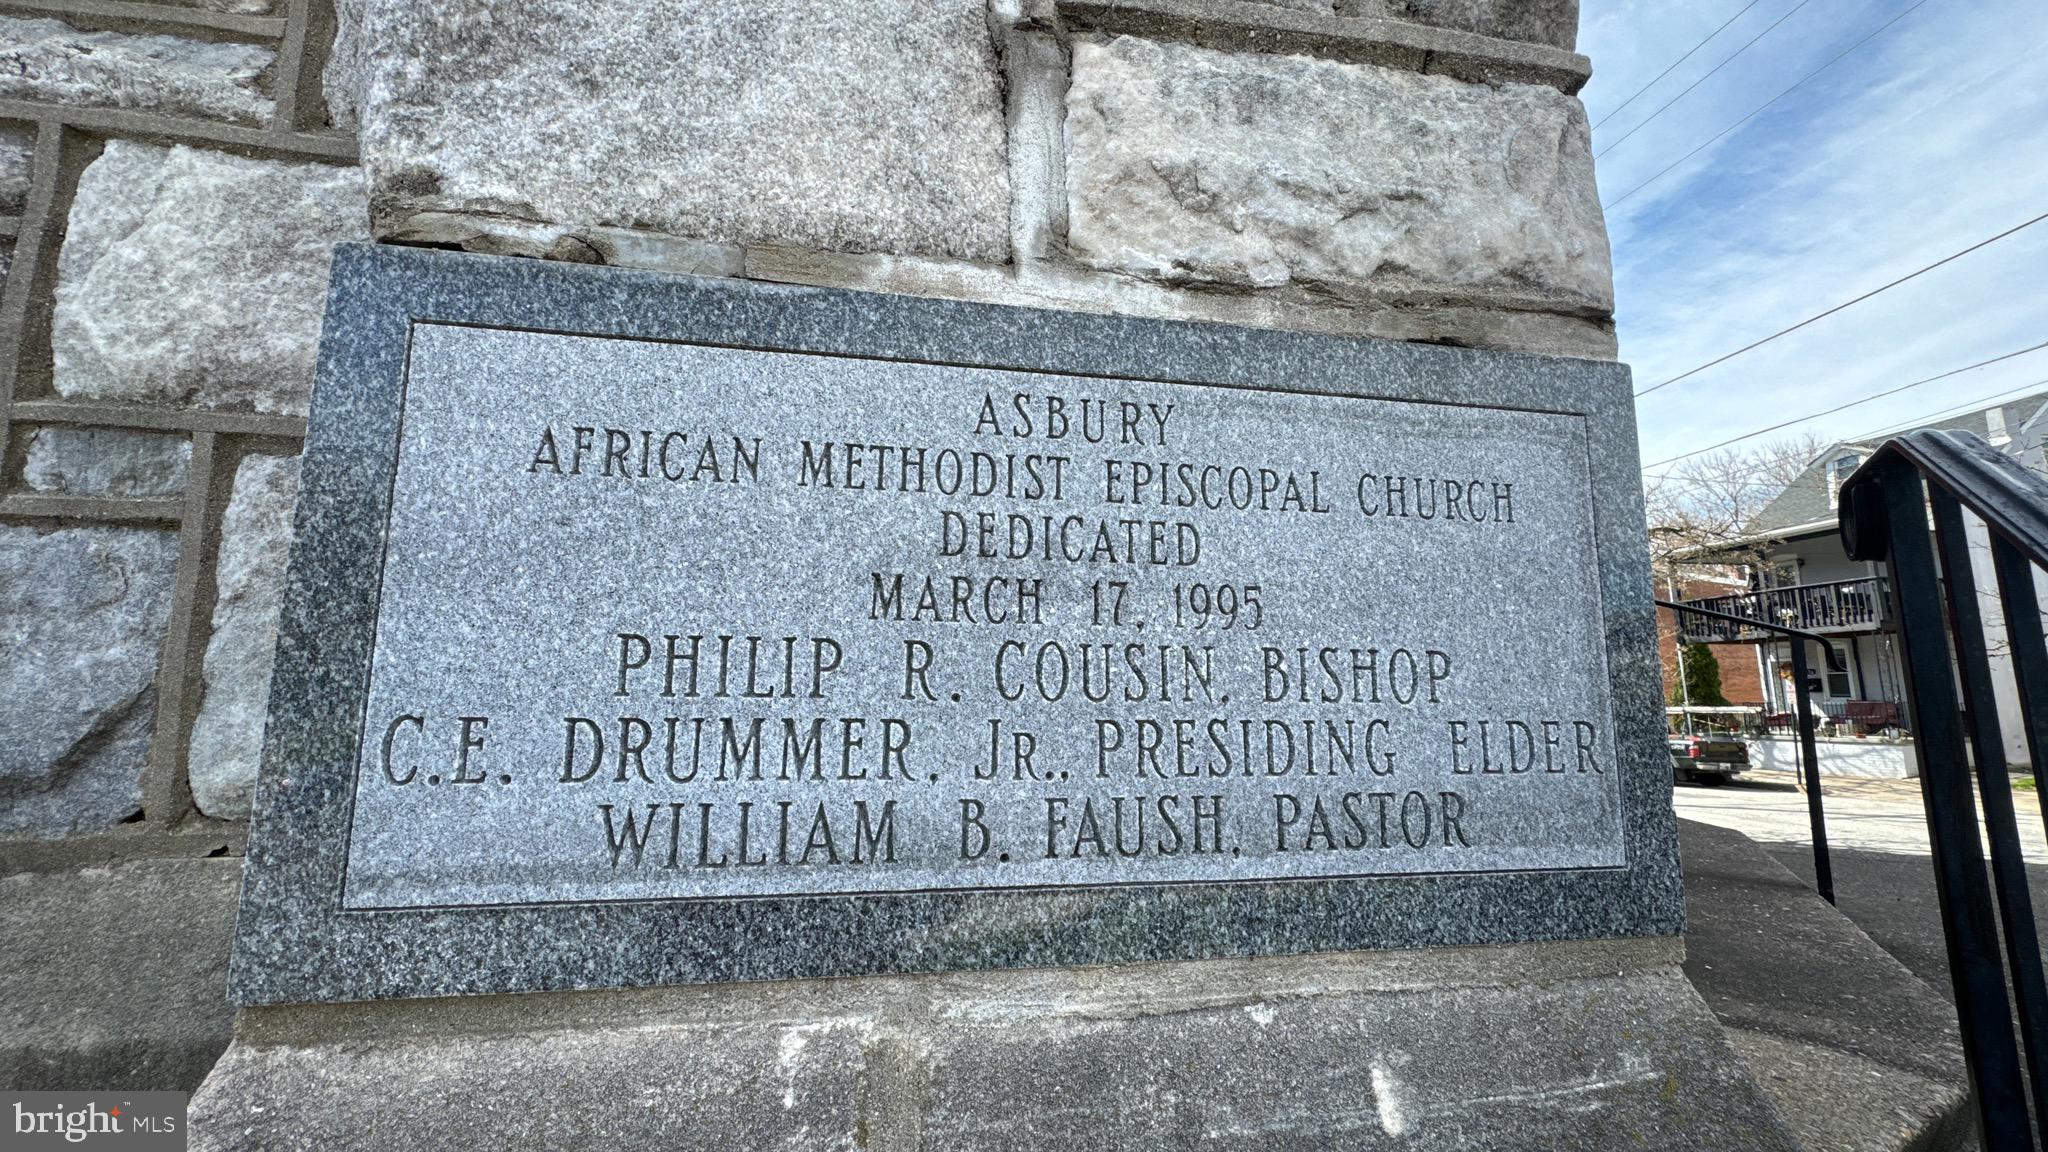 ASBURY
AFRICAN METHODIST EPISCOPAL CHURCH
DEDICATED
MARCH 17, 1995
PHILIP R. COUSIN, BISHOP
C.E. DRUMMER, JR., PRESIDING ELDER
WILLIAM B. FAUSH, PASTOR
bright™ MLS